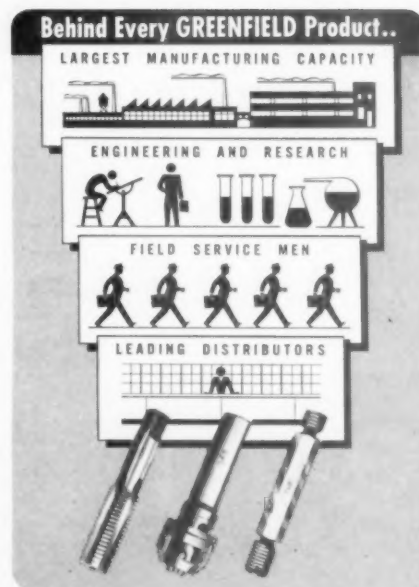 Behind Every GREENFIELD Product..
LARGEST MANUFACTURING CAPACITY
ENGINEERING AND RESEARCH
FIELD SERVICE MEN
LEADING DISTRIBUTORS